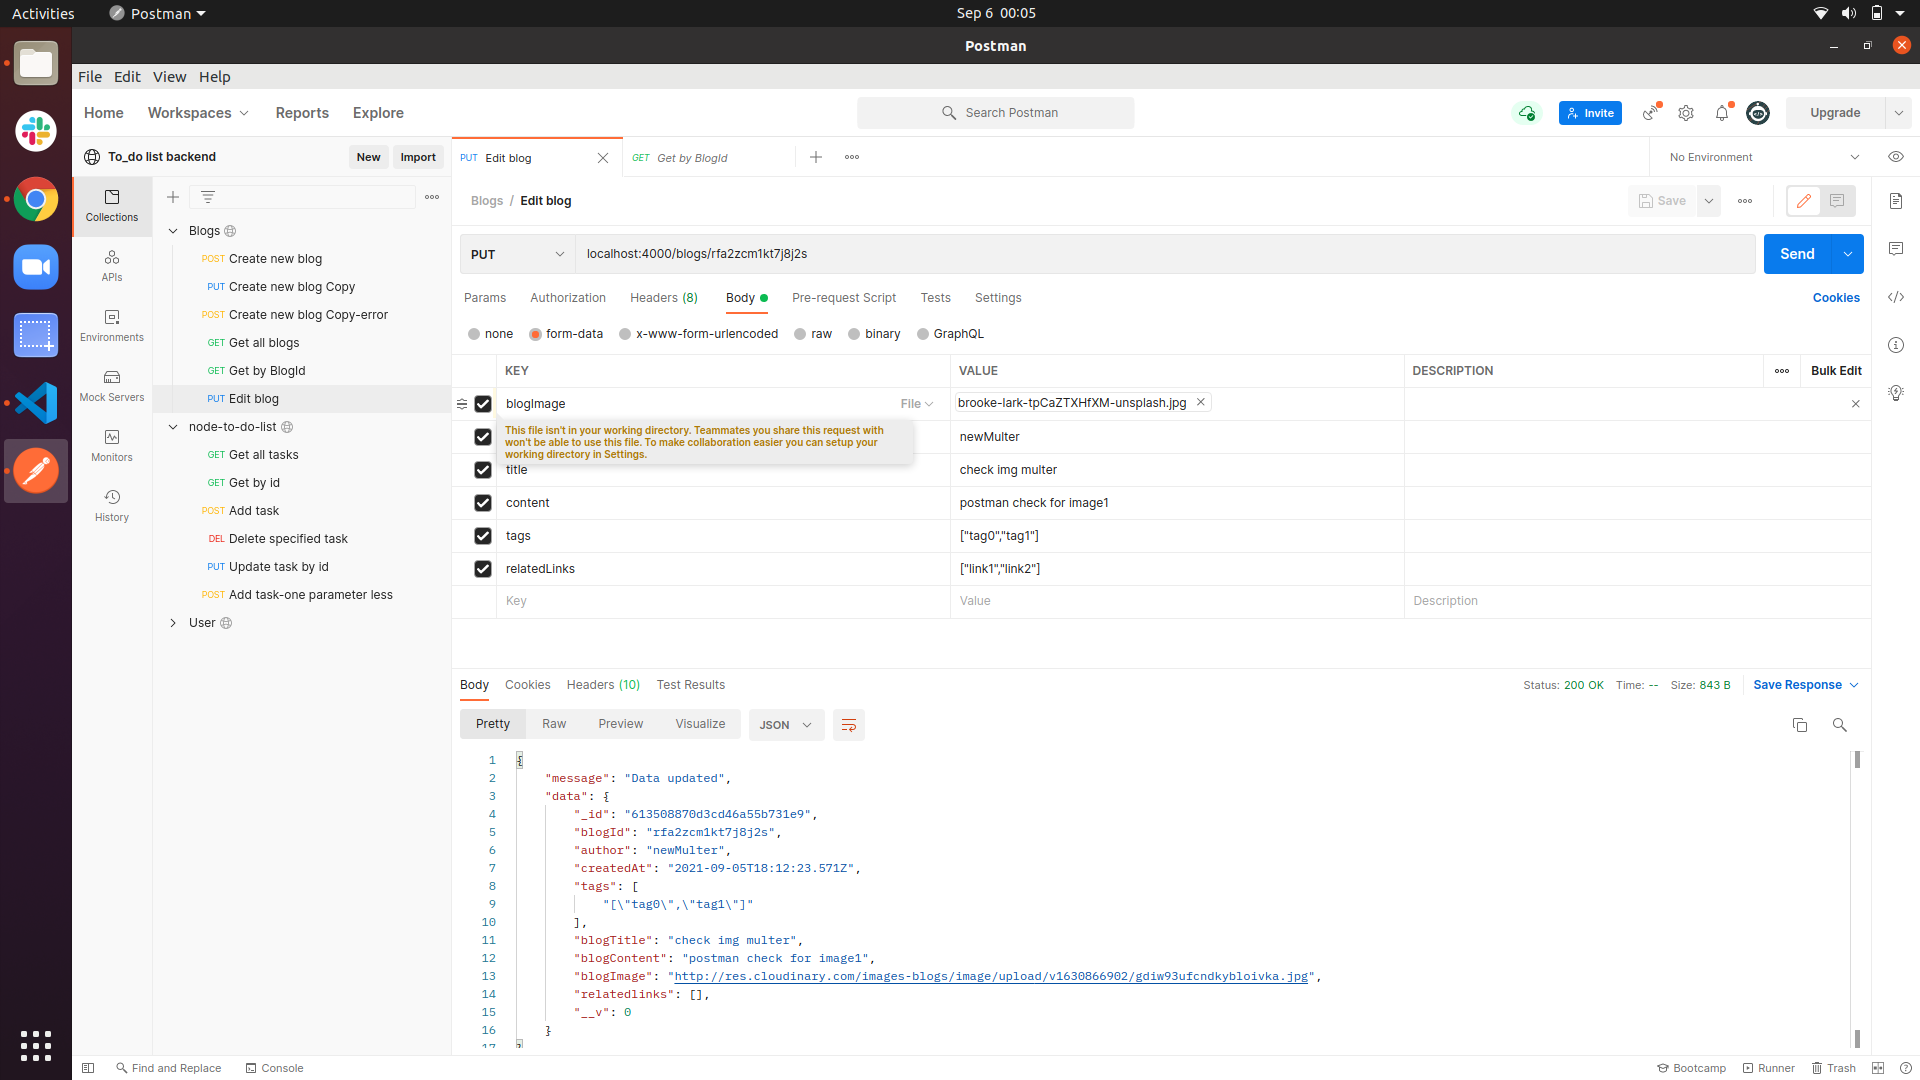 Activities
Postman
Sep 6 00:05
Postman
File Edit View Help
Home
Workspaces
Reports
Explore
Search Postman
Invite
Upgrade
To_do list backend
New
Import
PUT Edit blog
GET Get by BlogId
No Environment
Collections
APIs
Environments
Mock Servers
Monitors
History
Blogs
POST Create new blog
PUT Create new blog Copy
POST Create new blog Copy-error
GET Get all blogs
GET Get by BlogId
PUT Edit blog
node-to-do-list
GET Get all tasks
GET Get by id
POST Add task
DEL Delete specified task
PUT Update task by id
POST Add task-one parameter less
User
Blogs / Edit blog
Save
PUT
localhost:4000/blogs/rfa2zcm1kt7j8j2s
Send
Params
Authorization
Headers (8)
Body
Pre-request Script
Tests
Settings
Cookies
none
form-data
x-www-form-urlencoded
raw
binary
GraphQL
KEY
VALUE
DESCRIPTION
Bulk Edit
blogImage
File
brooke-lark-tpCaZTXHfXM-unsplash.jpg
This file isn't in your working directory. Teammates you share this request with
won't be able to use this file. To make collaboration easier you can setup your
working directory in Settings.
newMulter
title
check img multer
content
postman check for image1
tags
["tag0","tag1"]
relatedLinks
["link1","link2"]
Key
Value
Description
Body
Cookies
Headers (10)
Test Results
Status: 200 OK
Time: --
Size: 843 B
Save Response
Pretty
Raw
Preview
Visualize
JSON
1 {
2 "message": "Data updated",
3 "data": {
4 "_id": "613508870d3cd46a55b731e9",
5 "blogId": "rfa2zcm1kt7j8j2s",
6 "author": "newMulter",
7 "createdAt": "2021-09-05T18:12:23.571Z",
8 "tags": [
9 "[\"tag0\",\"tag1\"]"
10 ],
11 "blogTitle": "check img multer",
12 "blogContent": "postman check for image1",
13 "blogImage": "http://res.cloudinary.com/images-blogs/image/upload/v1630866902/gdiw93ufcndkybloivka.jpg",
14 "relatedlinks": [],
15 "__v": 0
16 }
17 }
Find and Replace
Console
Bootcamp
Runner
Trash